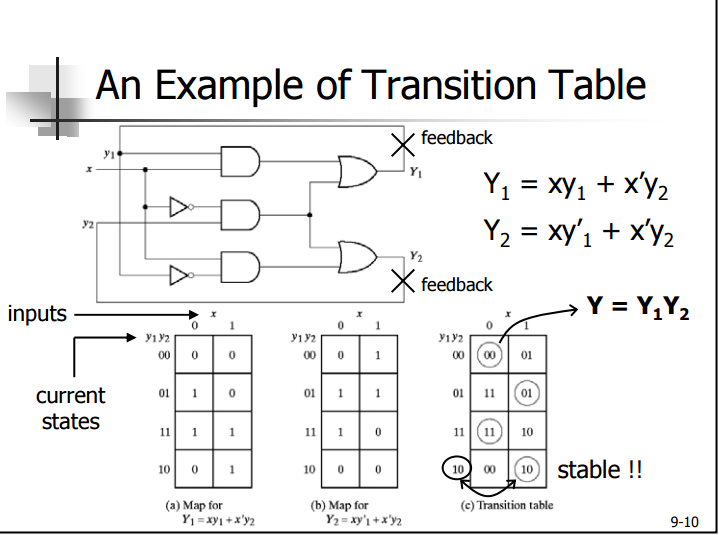 An Example of Transition Table
feedback
y₁
x
Y₁
Y₁ = xy₁ + x′y₂
Y₂ = xy′₁ + x′y₂
y₂
Y₂
feedback
inputs
current
states
Y = Y₁Y₂
x
0 1
y₁y₂
00 0 0
01 1 0
11 1 1
10 0 1
(a) Map for
Y₁ = xy₁ + x'y₂
x
0 1
y₁y₂
00 0 1
01 1 1
11 1 0
10 0 0
(b) Map for
Y₂ = xy'₁ + x'y₂
x
0 1
y₁y₂
00 00 01
01 11 01
11 11 10
10 00 10
stable !!
(c) Transition table
9-10